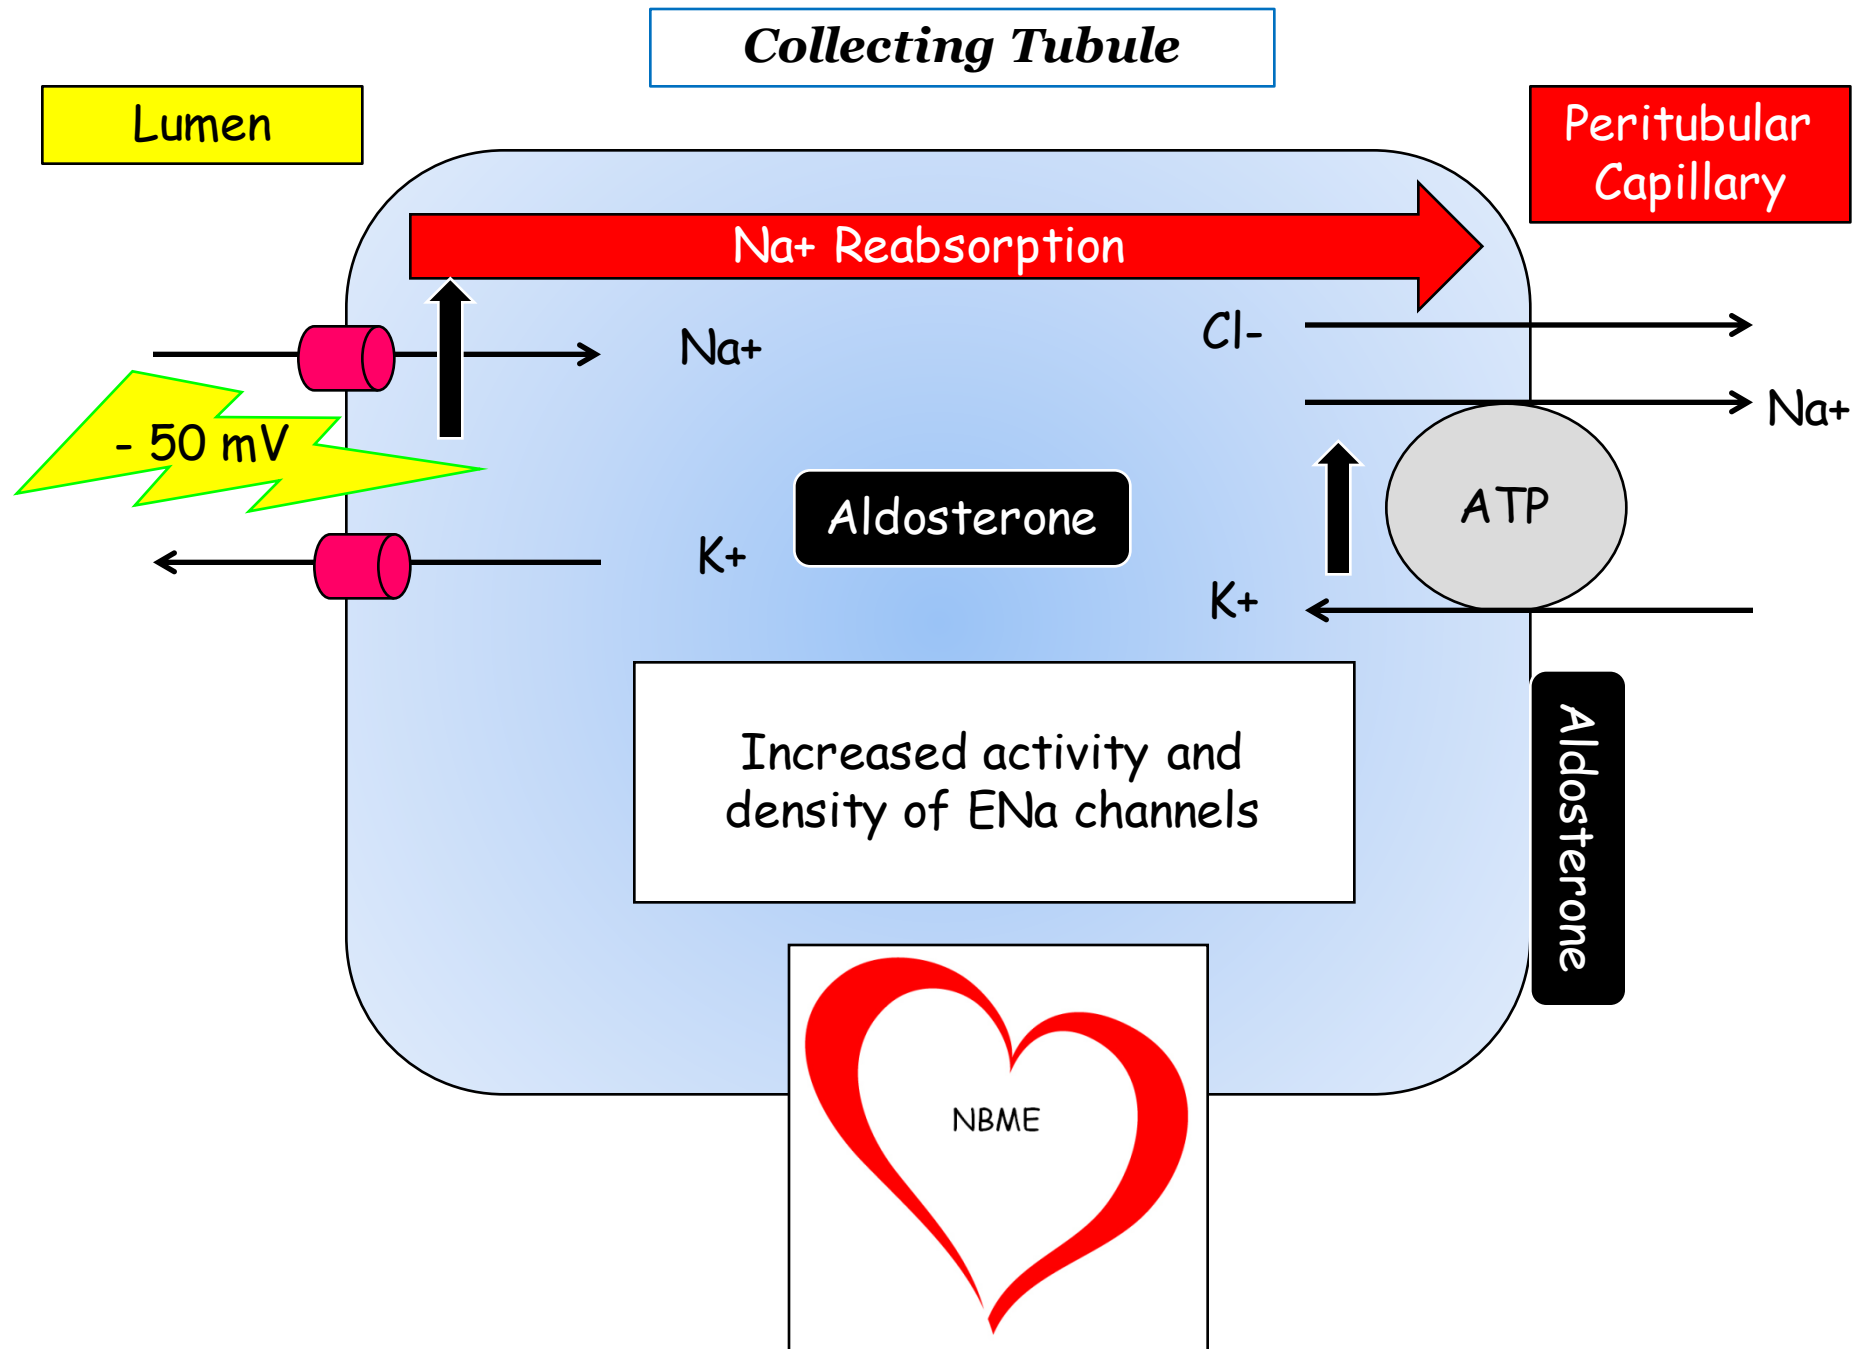 Collecting Tubule
Lumen
Peritubular
Capillary
Na+ Reabsorption
Na+
Cl-
Na+
- 50 mV
Aldosterone
ATP
K+
K+
Increased activity and
density of ENa channels
Aldosterone
NBME